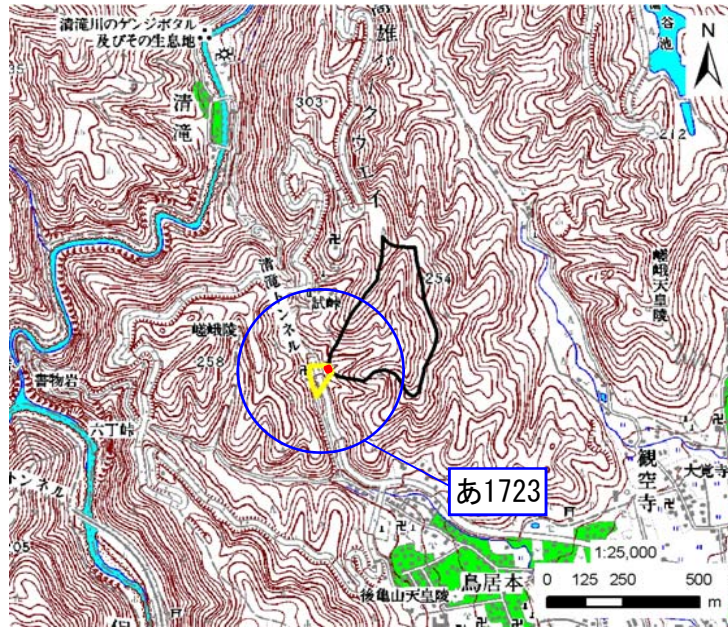 清滝川のゲンジボタル
及びその生息地
清滝
303
雄パークウエイ
谷池
N
212
254
嵯峨天皇陵
清滝トンネル
試峠
嵯峨陵
258
書物岩
六丁峠
トンネル
あ1723
観空寺
大覚寺
鳥居本
後亀山天皇陵
1:25,000
0 125 250 500
m